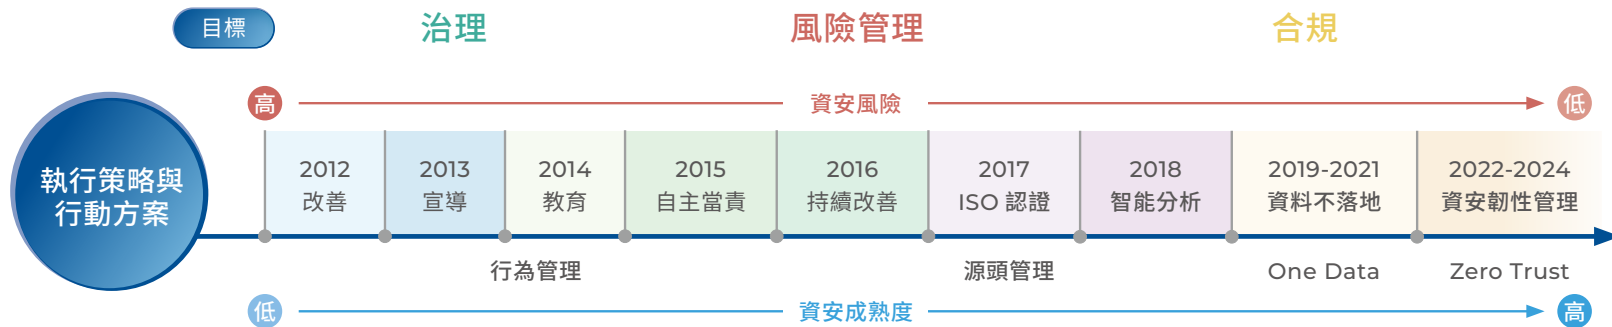 目標
治理
風險管理
合規
高
資安風險
低
執行策略與
行動方案
2012
改善
2013
宣導
2014
教育
2015
自主當責
2016
持續改善
2017
ISO 認證
2018
智能分析
2019-2021
資料不落地
2022-2024
資安韌性管理
行為管理
源頭管理
One Data
Zero Trust
低
資安成熟度
高